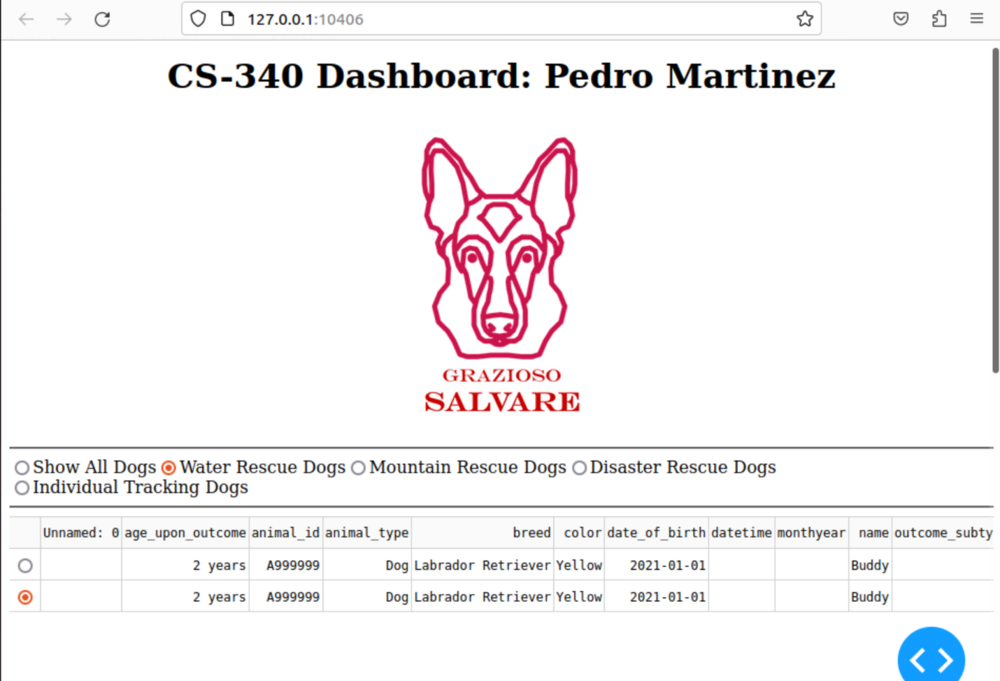 127.0.0.1:10406
CS-340 Dashboard: Pedro Martinez
GRAZIOSO
SALVARE
Show All Dogs Water Rescue Dogs Mountain Rescue Dogs Disaster Rescue Dogs
Individual Tracking Dogs
Unnamed: 0 age_upon_outcome animal_id animal_type breed color date_of_birth datetime monthyear name outcome_subty
2 years A999999 Dog Labrador Retriever Yellow 2021-01-01 Buddy
2 years A999999 Dog Labrador Retriever Yellow 2021-01-01 Buddy